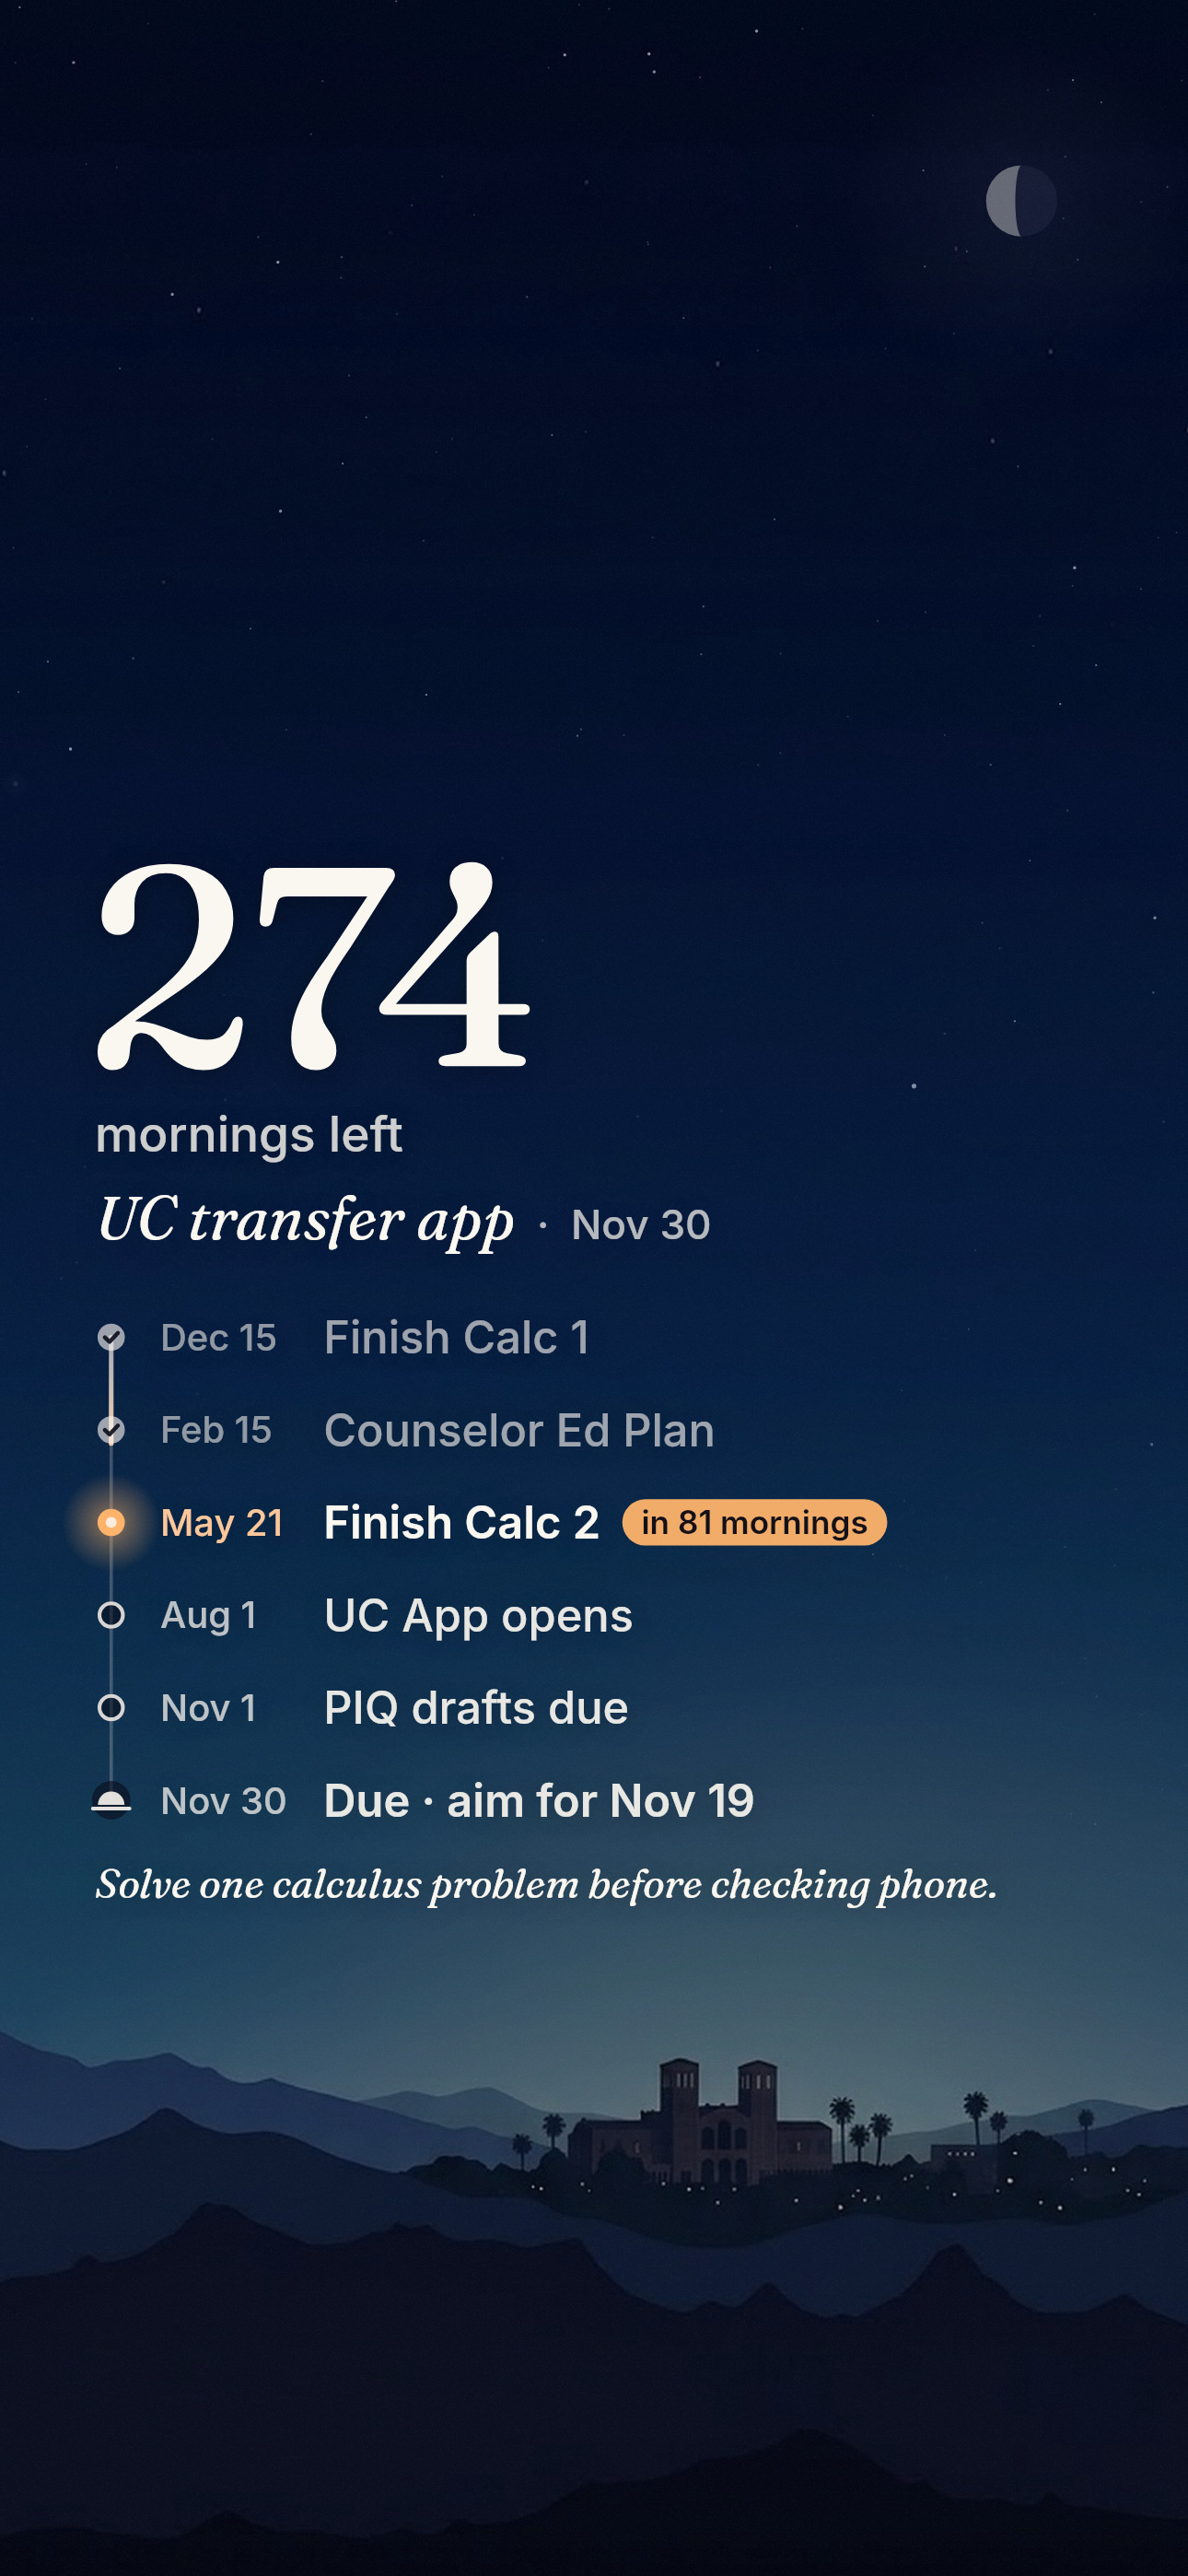 274
mornings left
UC transfer app · Nov 30
Dec 15 Finish Calc 1
Feb 15 Counselor Ed Plan
May 21 Finish Calc 2 in 81 mornings
Aug 1 UC App opens
Nov 1 PIQ drafts due
Nov 30 Due · aim for Nov 19
Solve one calculus problem before checking phone.